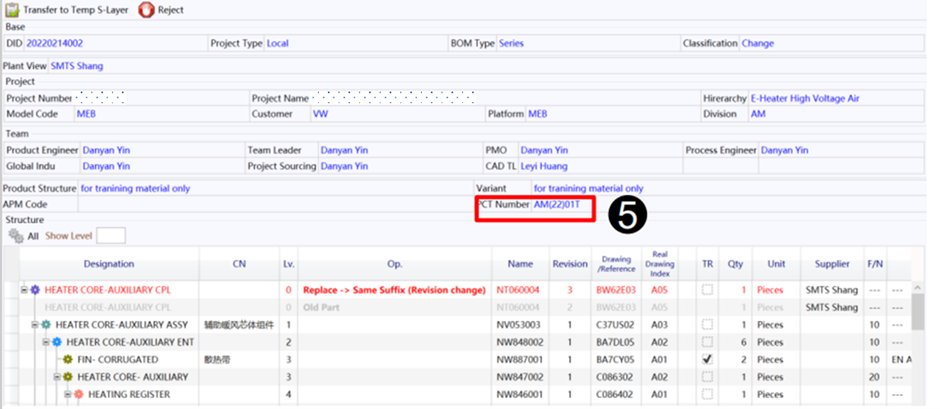 Transfer to Temp S-Layer Reject
Base
DID 20220214002 Project Type Local BOM Type Series Classification Change
Plant View SMTS Shang
Project
Project Number Project Name Hirerarchy E-Heater High Voltage Air
Model Code MEB Customer VW Platform MEB Division AM
Team
Product Engineer Danyan Yin Team Leader Danyan Yin PMO Danyan Yin Process Engineer Danyan Yin
Global Indu Danyan Yin Project Sourcing Danyan Yin CAD TL Leyi Huang
Product Structure for tranining material only Variant for tranining material only
APM Code PCT Number AM(22)01T 5
Structure
All Show Level
Designation CN Lv. Op. Name Revision Drawing /Reference Real Drawing Index TR Qty Unit Supplier F/N
HEATER CORE-AUXILIARY CPL 0 Replace -> Same Suffix (Revision change) NT060004 3 BW62E03 A05 1 Pieces SMTS Shang --- ---
HEATER CORE-AUXILIARY CPL 0 Old Part NT060004 2 BW62E03 A05 1 Pieces SMTS Shang --- ---
HEATER CORE-AUXILIARY ASSY 辅助暖风芯体组件 1 NV053003 1 C37US02 A03 1 Pieces 10 ---
HEATER CORE-AUXILIARY ENT 2 NW848002 1 BA7DL05 A02 6 Pieces 10 ---
FIN- CORRUGATED 散热带 3 NW887001 1 BA7CY05 A01 2 Pieces 10 EN A
HEATER CORE- AUXILIARY 3 NW847002 1 C086302 A02 1 Pieces 20 ---
HEATING REGISTER 4 NW846001 1 C086402 A01 1 Pieces 10 ---